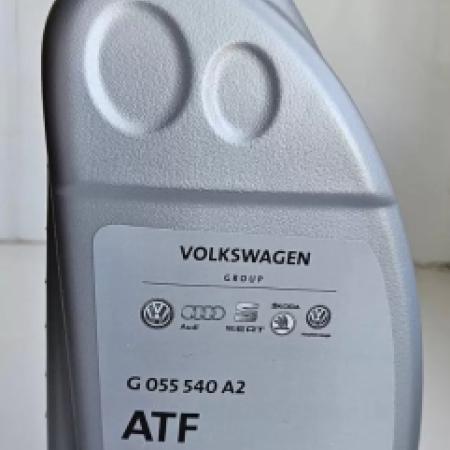 VOLKSWAGEN
GROUP
Audi SEAT ŠKODA
G 055 540 A2
ATF